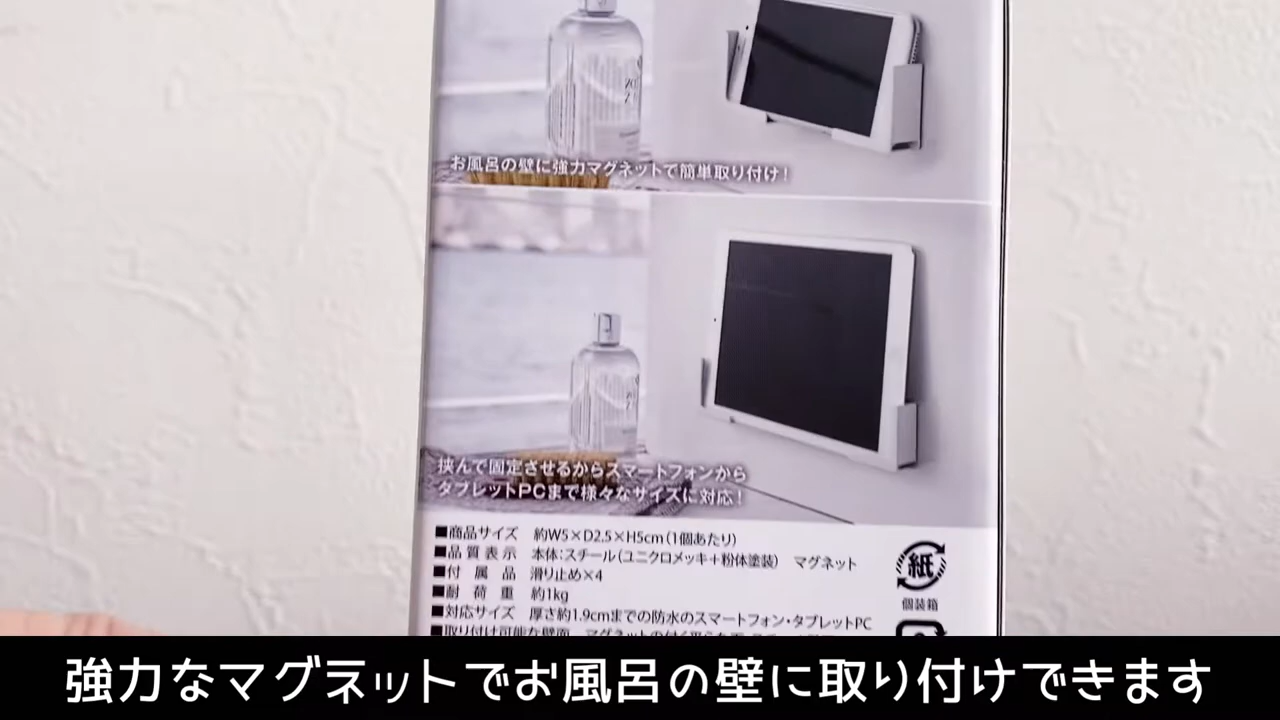 お風呂の壁に強力マグネットで簡単取り付け!
挟んで固定させるからスマートフォンから
タブレットPCまで様々なサイズに対応!
■商品サイズ 約W5×D2.5×H5cm(1個あたり)
■品質表示 本体:スチール(ユニクロメッキ+粉体塗装) マグネット
■付属品 滑り止め×4
■耐荷重 約1kg
■対応サイズ 厚さ約1.9cmまでの防水のスマートフォン・タブレットPC
■取り付け可能な壁面
紙
個装箱
強力なマグネットでお風呂の壁に取り付けできます